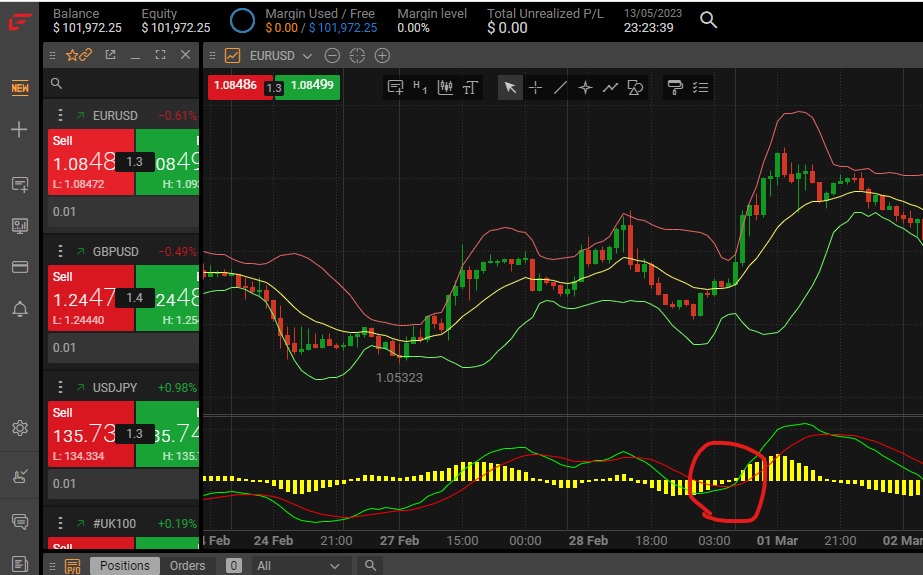 Balance
$ 101,972.25
Equity
$ 101,972.25
Margin Used / Free
$ 0.00 / $ 101,972.25
Margin level
0.00%
Total Unrealized P/L
$ 0.00
13/05/2023
23:23:39
EURUSD
NEW
1.08486
1.3
1.08499
H 1
TT
EURUSD
-0.61%
Sell
1.0848
1.3
.0849
L: 1.08472
H: 1.09
0.01
GBPUSD
-0.49%
Sell
1.2447
1.4
.2448
L: 1.24440
H: 1.25
0.01
USDJPY
+0.98%
Sell
135.73
1.3
35.74
L: 134.334
H: 135.
0.01
#UK100
+0.19%
Sell
1.05323
Feb
24 Feb
21:00
27 Feb
15:00
00:00
28 Feb
18:00
03:00
01 Mar
21:00
02 Mar
P/O
Positions
Orders
0
All